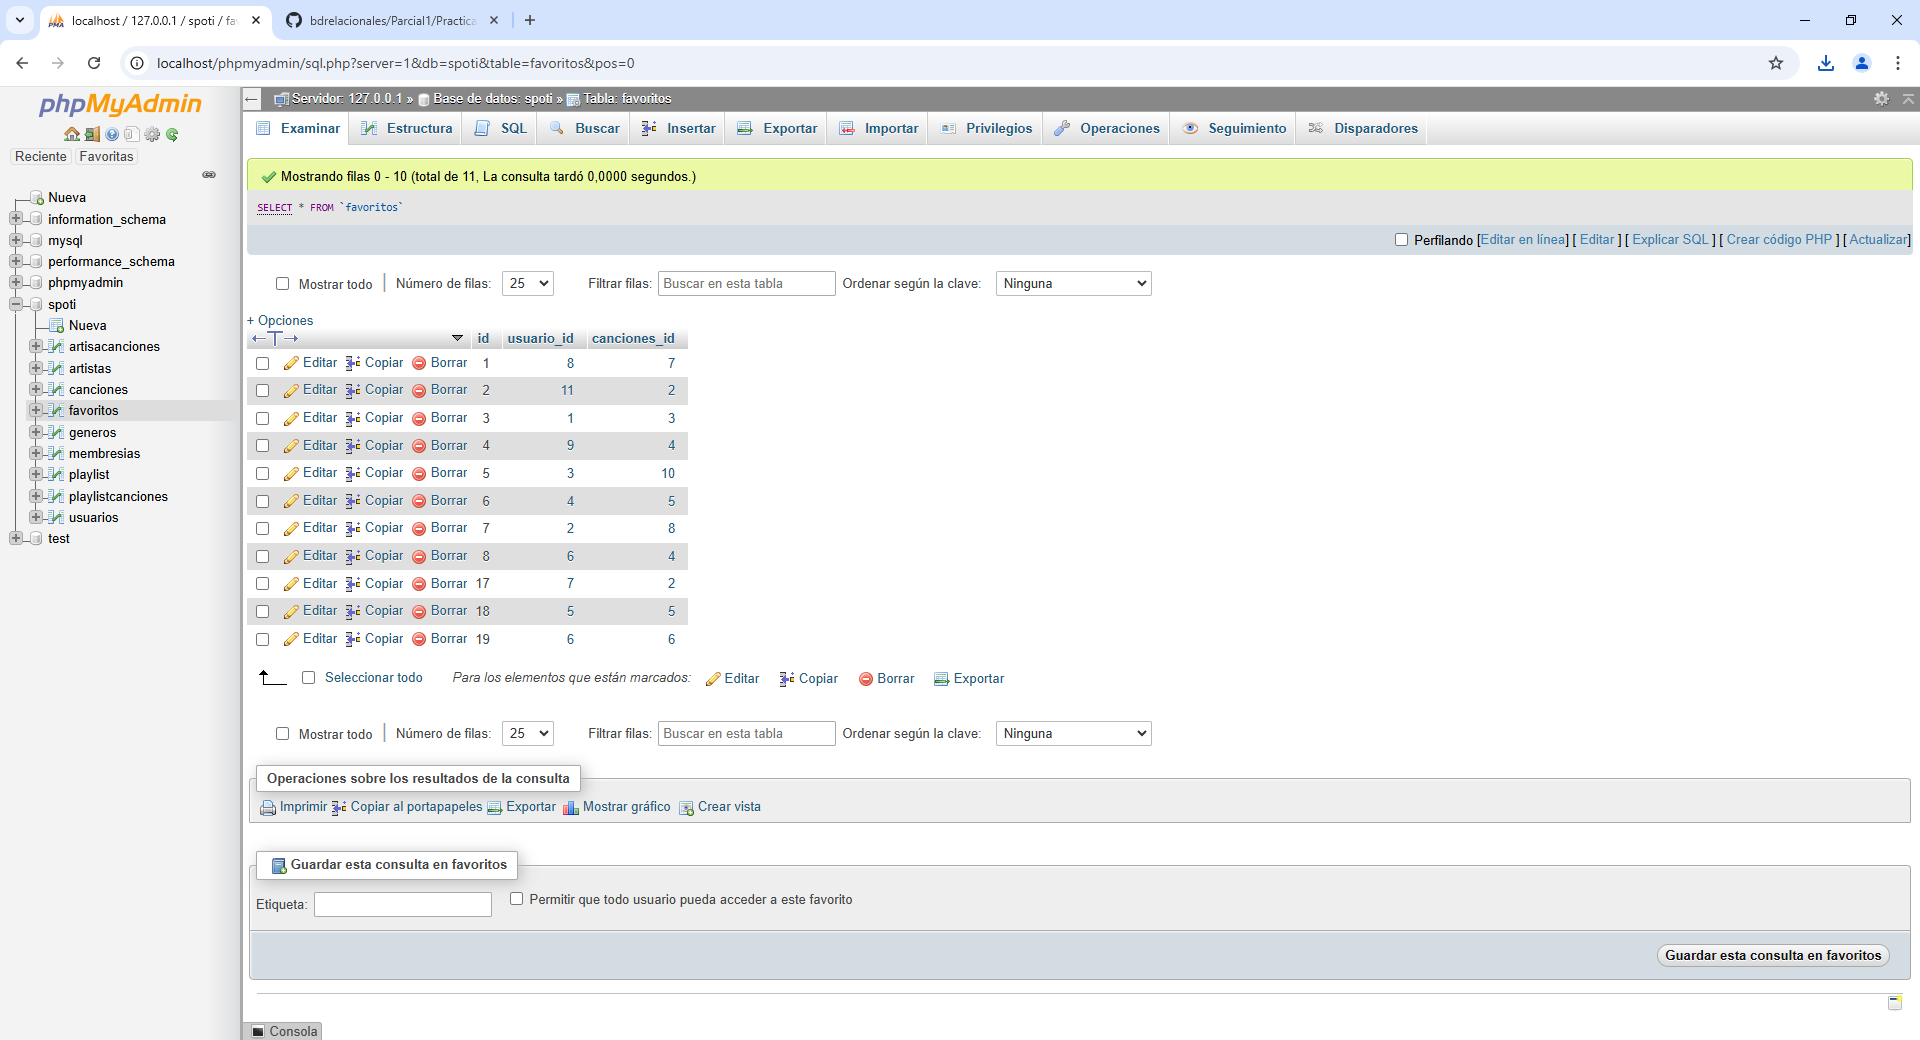 localhost / 127.0.0.1 / spoti / fa
bdrelacionales/Parcial1/Practica
localhost/phpmyadmin/sql.php?server=1&db=spoti&table=favoritos&pos=0
phpMyAdmin
Reciente Favoritas
Nueva
information_schema
mysql
performance_schema
phpmyadmin
spoti
Nueva
artisacanciones
artistas
canciones
favoritos
generos
membresias
playlist
playlistcanciones
usuarios
test
Servidor: 127.0.0.1 » Base de datos: spoti » Tabla: favoritos
Examinar Estructura SQL Buscar Insertar Exportar Importar Privilegios Operaciones Seguimiento Disparadores
Mostrando filas 0 - 10 (total de 11, La consulta tardó 0,0000 segundos.)
SELECT * FROM `favoritos`
Perfilando [Editar en línea] [ Editar ] [ Explicar SQL ] [ Crear código PHP ] [ Actualizar]
Mostrar todo Número de filas: 25 Filtrar filas: Buscar en esta tabla Ordenar según la clave: Ninguna
+ Opciones
←T→ id usuario_id canciones_id
Editar Copiar Borrar 1 8 7
Editar Copiar Borrar 2 11 2
Editar Copiar Borrar 3 1 3
Editar Copiar Borrar 4 9 4
Editar Copiar Borrar 5 3 10
Editar Copiar Borrar 6 4 5
Editar Copiar Borrar 7 2 8
Editar Copiar Borrar 8 6 4
Editar Copiar Borrar 17 7 2
Editar Copiar Borrar 18 5 5
Editar Copiar Borrar 19 6 6
Seleccionar todo Para los elementos que están marcados: Editar Copiar Borrar Exportar
Mostrar todo Número de filas: 25 Filtrar filas: Buscar en esta tabla Ordenar según la clave: Ninguna
Operaciones sobre los resultados de la consulta
Imprimir Copiar al portapapeles Exportar Mostrar gráfico Crear vista
Guardar esta consulta en favoritos
Etiqueta: Permitir que todo usuario pueda acceder a este favorito
Guardar esta consulta en favoritos
Consola